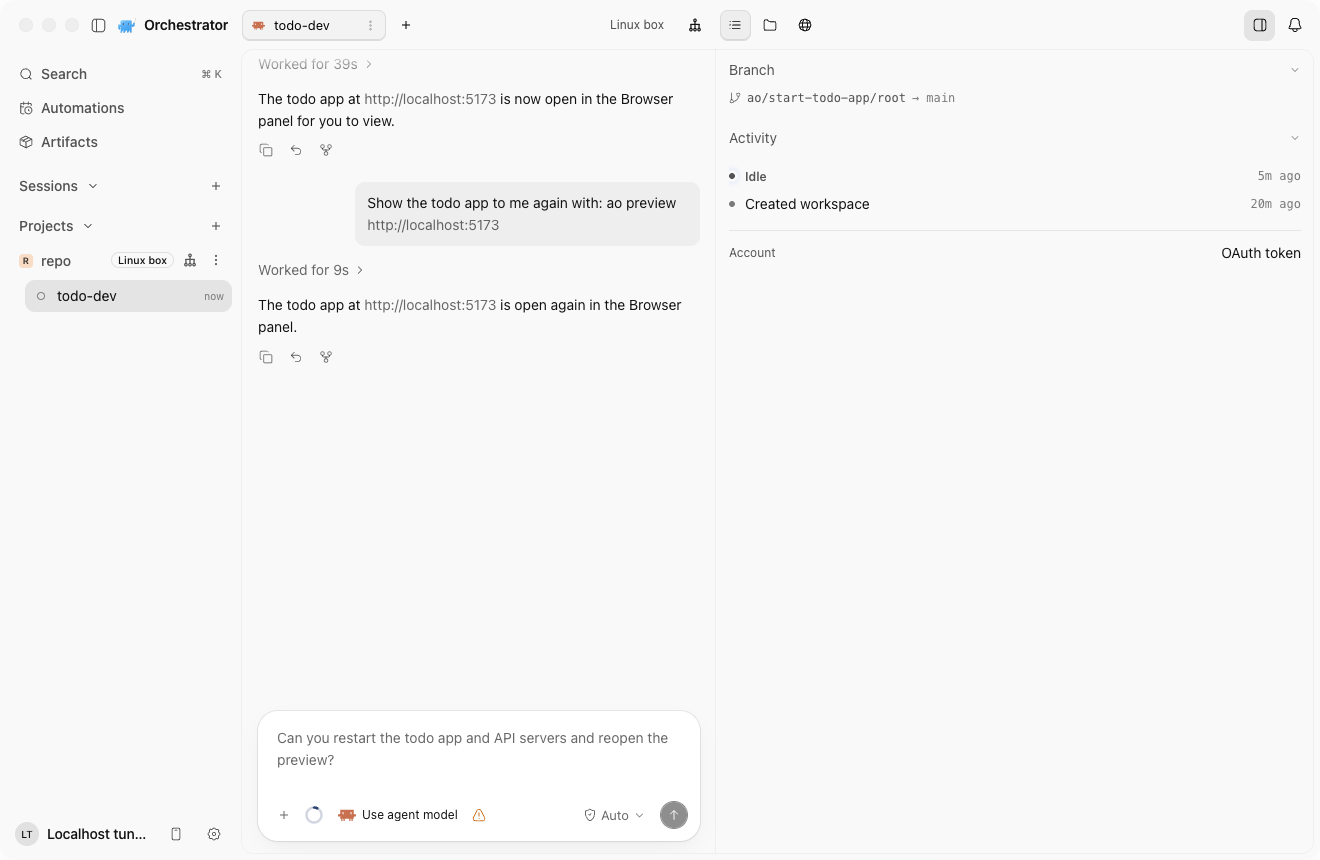 Orchestrator
todo-dev
Linux box
Search
⌘ K
Automations
Artifacts
Sessions
Projects
R
repo
Linux box
todo-dev
now
LT
Localhost tun...
Worked for 39s
The todo app at http://localhost:5173 is now open in the Browser
panel for you to view.
Show the todo app to me again with: ao preview
http://localhost:5173
Worked for 9s
The todo app at http://localhost:5173 is open again in the Browser
panel.
Can you restart the todo app and API servers and reopen the
preview?
Use agent model
Auto
Branch
ao/start-todo-app/root → main
Activity
Idle
5m ago
Created workspace
20m ago
Account
OAuth token